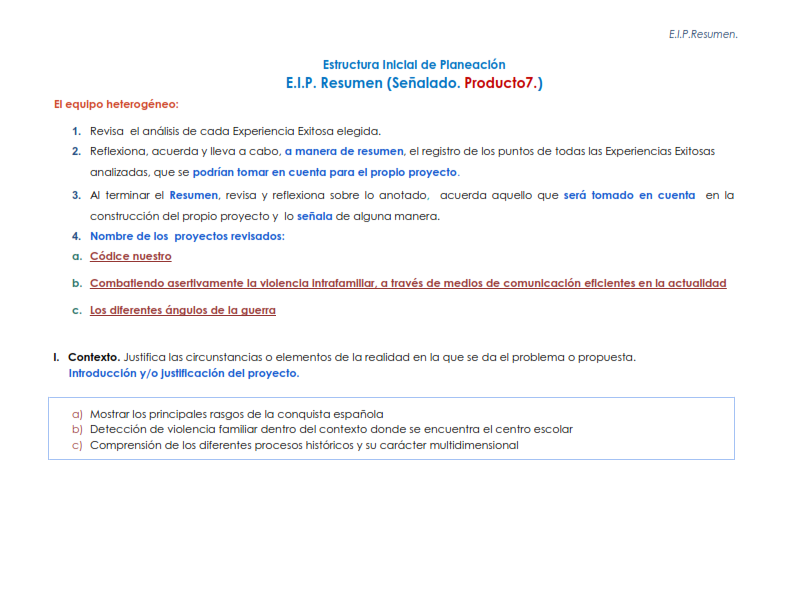 E.I.P.Resumen.
Estructura Inicial de Planeación
E.I.P. Resumen (Señalado. Producto7.)
El equipo heterogéneo:
1. Revisa el análisis de cada Experiencia Exitosa elegida.
2. Reflexiona, acuerda y lleva a cabo, a manera de resumen, el registro de los puntos de todas las Experiencias Exitosas
analizadas, que se podrían tomar en cuenta para el propio proyecto.
3. Al terminar el Resumen, revisa y reflexiona sobre lo anotado, acuerda aquello que será tomado en cuenta en la
construcción del propio proyecto y lo señala de alguna manera.
4. Nombre de los proyectos revisados:
a. Códice nuestro
b. Combatiendo asertivamente la violencia intrafamiliar, a través de medios de comunicación eficientes en la actualidad
c. Los diferentes ángulos de la guerra
I. Contexto. Justifica las circunstancias o elementos de la realidad en la que se da el problema o propuesta.
Introducción y/o justificación del proyecto.
a) Mostrar los principales rasgos de la conquista española
b) Detección de violencia familiar dentro del contexto donde se encuentra el centro escolar
c) Comprensión de los diferentes procesos históricos y su carácter multidimensional